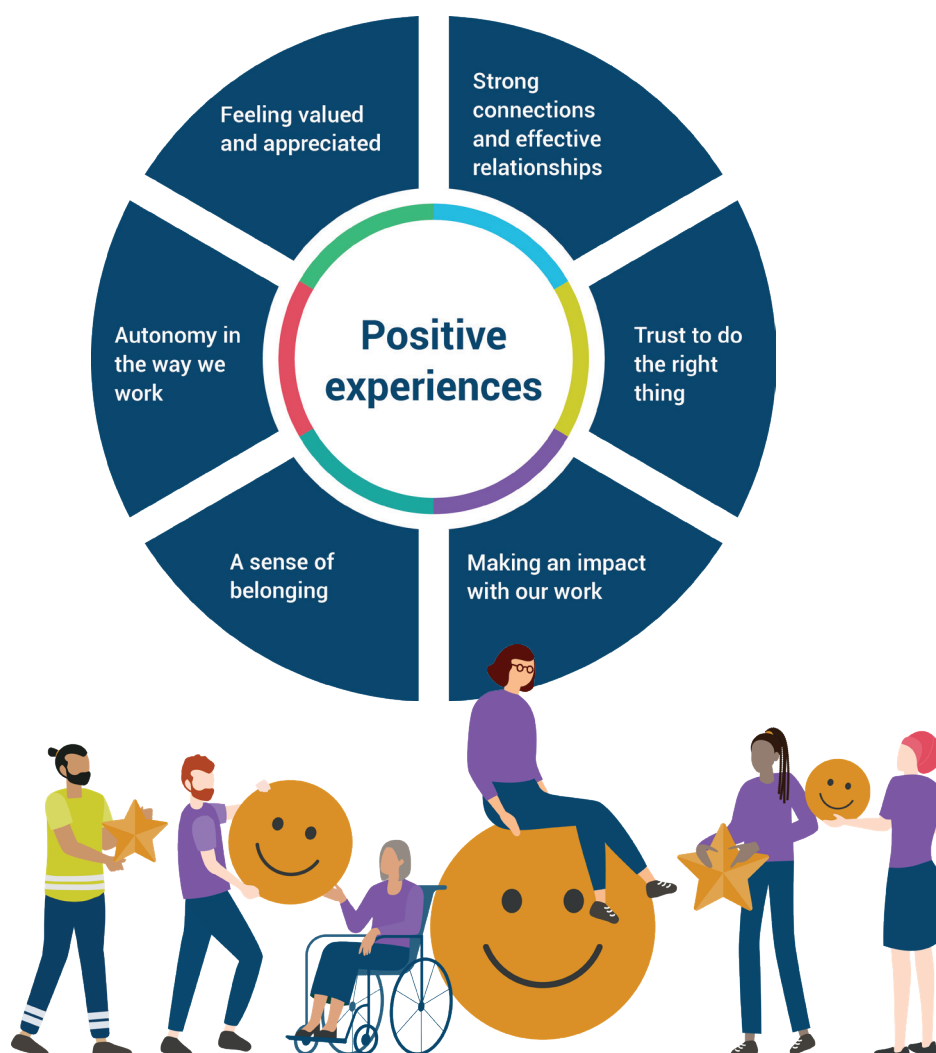 Feeling valued
and appreciated
Strong
connections
and effective
relationships
Autonomy in
the way we
work
Positive
experiences
Trust to do
the right
thing
A sense of
belonging
Making an impact
with our work